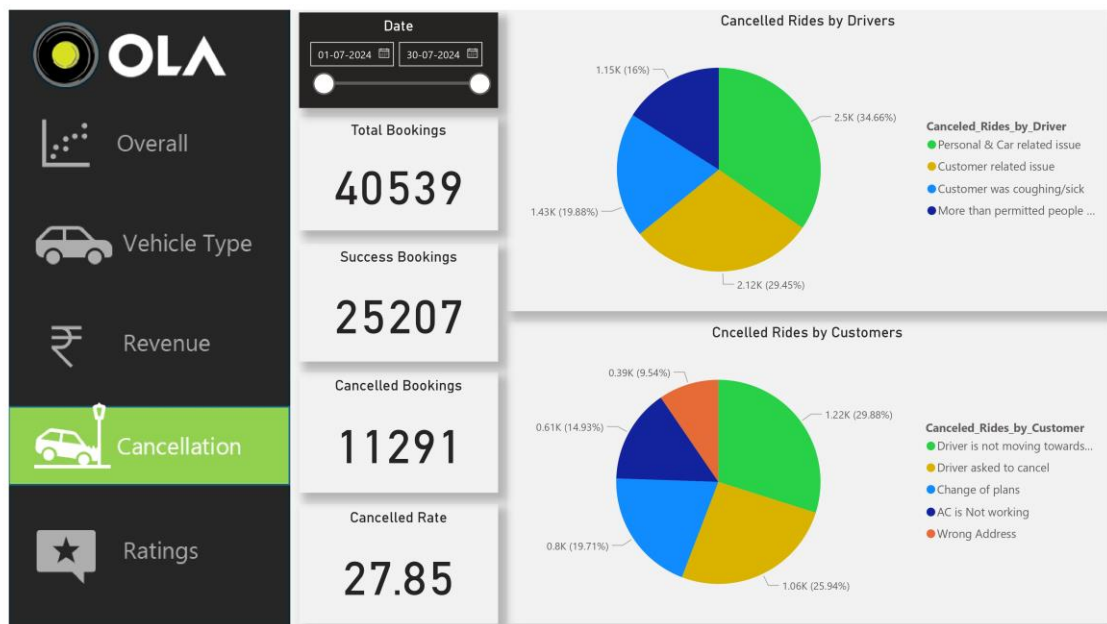 OLA
Overall
Vehicle Type
Revenue
Cancellation
Ratings
Date
01-07-2024 30-07-2024
Total Bookings
40539
Success Bookings
25207
Cancelled Bookings
11291
Cancelled Rate
27.85
Cancelled Rides by Drivers
1.15K (16%)
2.5K (34.66%)
1.43K (19.88%)
2.12K (29.45%)
Canceled_Rides_by_Driver
Personal & Car related issue
Customer related issue
Customer was coughing/sick
More than permitted people ...
Cncelled Rides by Customers
0.39K (9.54%)
1.22K (29.88%)
0.61K (14.93%)
0.8K (19.71%)
1.06K (25.94%)
Canceled_Rides_by_Customer
Driver is not moving towards...
Driver asked to cancel
Change of plans
AC is Not working
Wrong Address